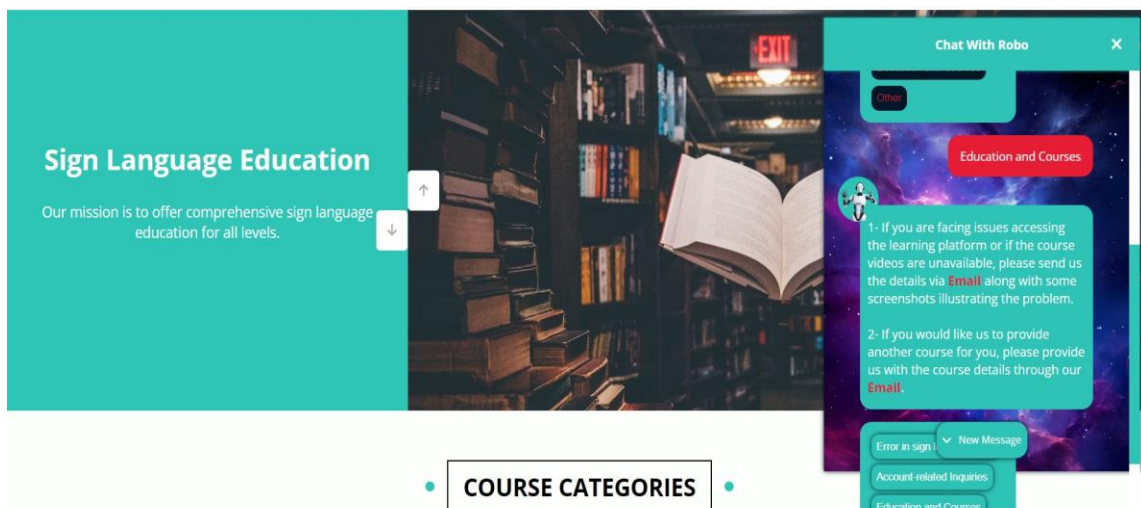 Sign Language Education
Our mission is to offer comprehensive sign language
education for all levels.
EXIT
Chat With Robo
Other
Education and Courses
1- If you are facing issues accessing
the learning platform or if the course
videos are unavailable, please send us
the details via Email along with some
screenshots illustrating the problem.
2- If you would like us to provide
another course for you, please provide
us with the course details through our
Email.
Error in sign
New Message
Account-related Inquiries
Education and Courses
COURSE CATEGORIES